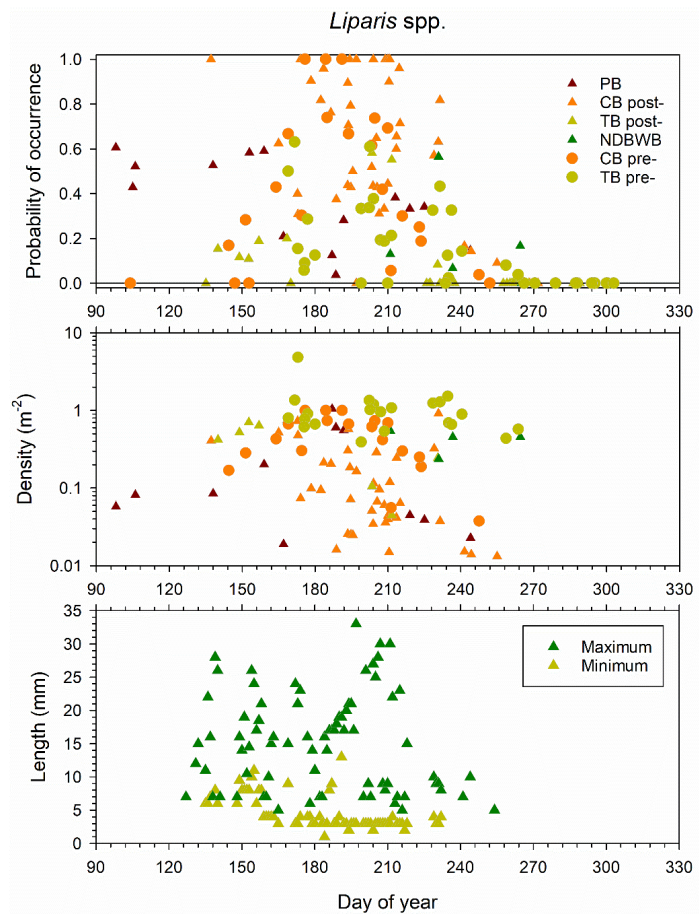 Liparis spp.
Probability of occurrence
1.0
0.8
0.6
0.4
0.2
0.0
PB
CB post-
TB post-
NDBWB
CB pre-
TB pre-
90 120 150 180 210 240 270 300 330
Density (m-2)
10
1
0.1
0.01
90 120 150 180 210 240 270 300 330
Length (mm)
35
30
25
20
15
10
5
0
Maximum
Minimum
90 120 150 180 210 240 270 300 330
Day of year